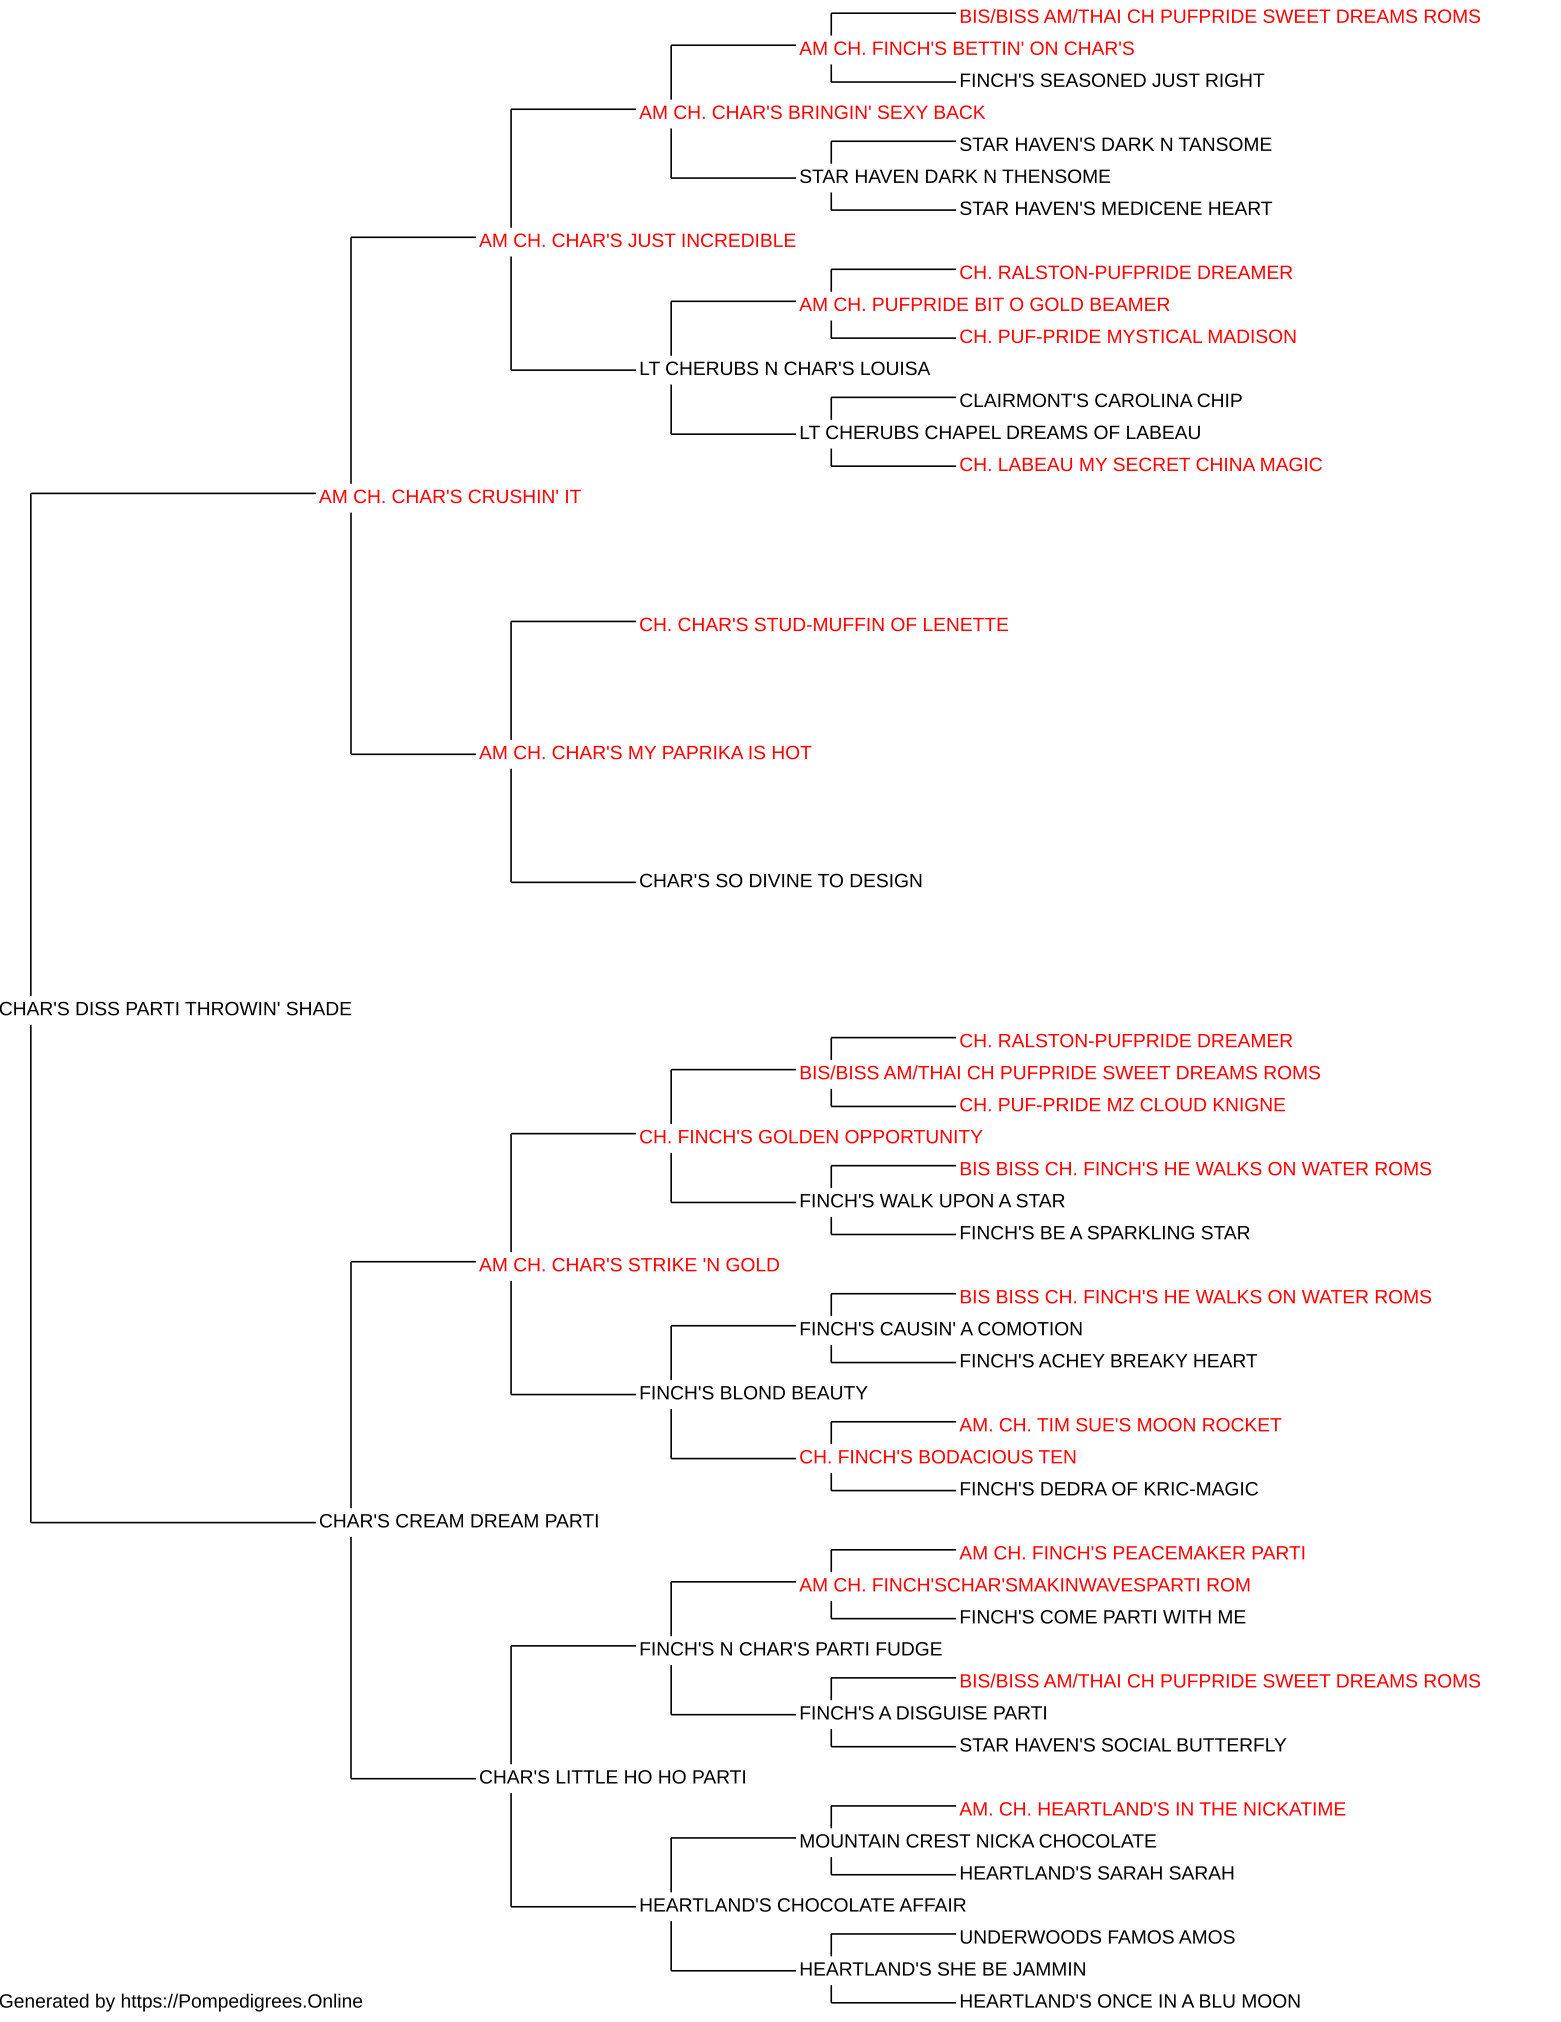 BIS/BISS AM/THAI CH PUFPRIDE SWEET DREAMS ROMS
AM CH. FINCH'S BETTIN' ON CHAR'S
FINCH'S SEASONED JUST RIGHT
AM CH. CHAR'S BRINGIN' SEXY BACK
STAR HAVEN'S DARK N TANSOME
STAR HAVEN DARK N THENSOME
STAR HAVEN'S MEDICENE HEART
AM CH. CHAR'S JUST INCREDIBLE
CH. RALSTON-PUFPRIDE DREAMER
AM CH. PUFPRIDE BIT O GOLD BEAMER
CH. PUF-PRIDE MYSTICAL MADISON
LT CHERUBS N CHAR'S LOUISA
CLAIRMONT'S CAROLINA CHIP
LT CHERUBS CHAPEL DREAMS OF LABEAU
CH. LABEAU MY SECRET CHINA MAGIC
AM CH. CHAR'S CRUSHIN' IT
CH. CHAR'S STUD-MUFFIN OF LENETTE
AM CH. CHAR'S MY PAPRIKA IS HOT
CHAR'S SO DIVINE TO DESIGN
CHAR'S DISS PARTI THROWIN' SHADE
CH. RALSTON-PUFPRIDE DREAMER
BIS/BISS AM/THAI CH PUFPRIDE SWEET DREAMS ROMS
CH. PUF-PRIDE MZ CLOUD KNIGNE
CH. FINCH'S GOLDEN OPPORTUNITY
BIS BISS CH. FINCH'S HE WALKS ON WATER ROMS
FINCH'S WALK UPON A STAR
FINCH'S BE A SPARKLING STAR
AM CH. CHAR'S STRIKE 'N GOLD
BIS BISS CH. FINCH'S HE WALKS ON WATER ROMS
FINCH'S CAUSIN' A COMOTION
FINCH'S ACHEY BREAKY HEART
FINCH'S BLOND BEAUTY
AM. CH. TIM SUE'S MOON ROCKET
CH. FINCH'S BODACIOUS TEN
FINCH'S DEDRA OF KRIC-MAGIC
CHAR'S CREAM DREAM PARTI
AM CH. FINCH'S PEACEMAKER PARTI
AM CH. FINCH'SCHAR'SMAKINWAVESPARTI ROM
FINCH'S COME PARTI WITH ME
FINCH'S N CHAR'S PARTI FUDGE
BIS/BISS AM/THAI CH PUFPRIDE SWEET DREAMS ROMS
FINCH'S A DISGUISE PARTI
STAR HAVEN'S SOCIAL BUTTERFLY
CHAR'S LITTLE HO HO PARTI
AM. CH. HEARTLAND'S IN THE NICKATIME
MOUNTAIN CREST NICKA CHOCOLATE
HEARTLAND'S SARAH SARAH
HEARTLAND'S CHOCOLATE AFFAIR
UNDERWOODS FAMOS AMOS
HEARTLAND'S SHE BE JAMMIN
HEARTLAND'S ONCE IN A BLU MOON
Generated by https://Pompedigrees.Online